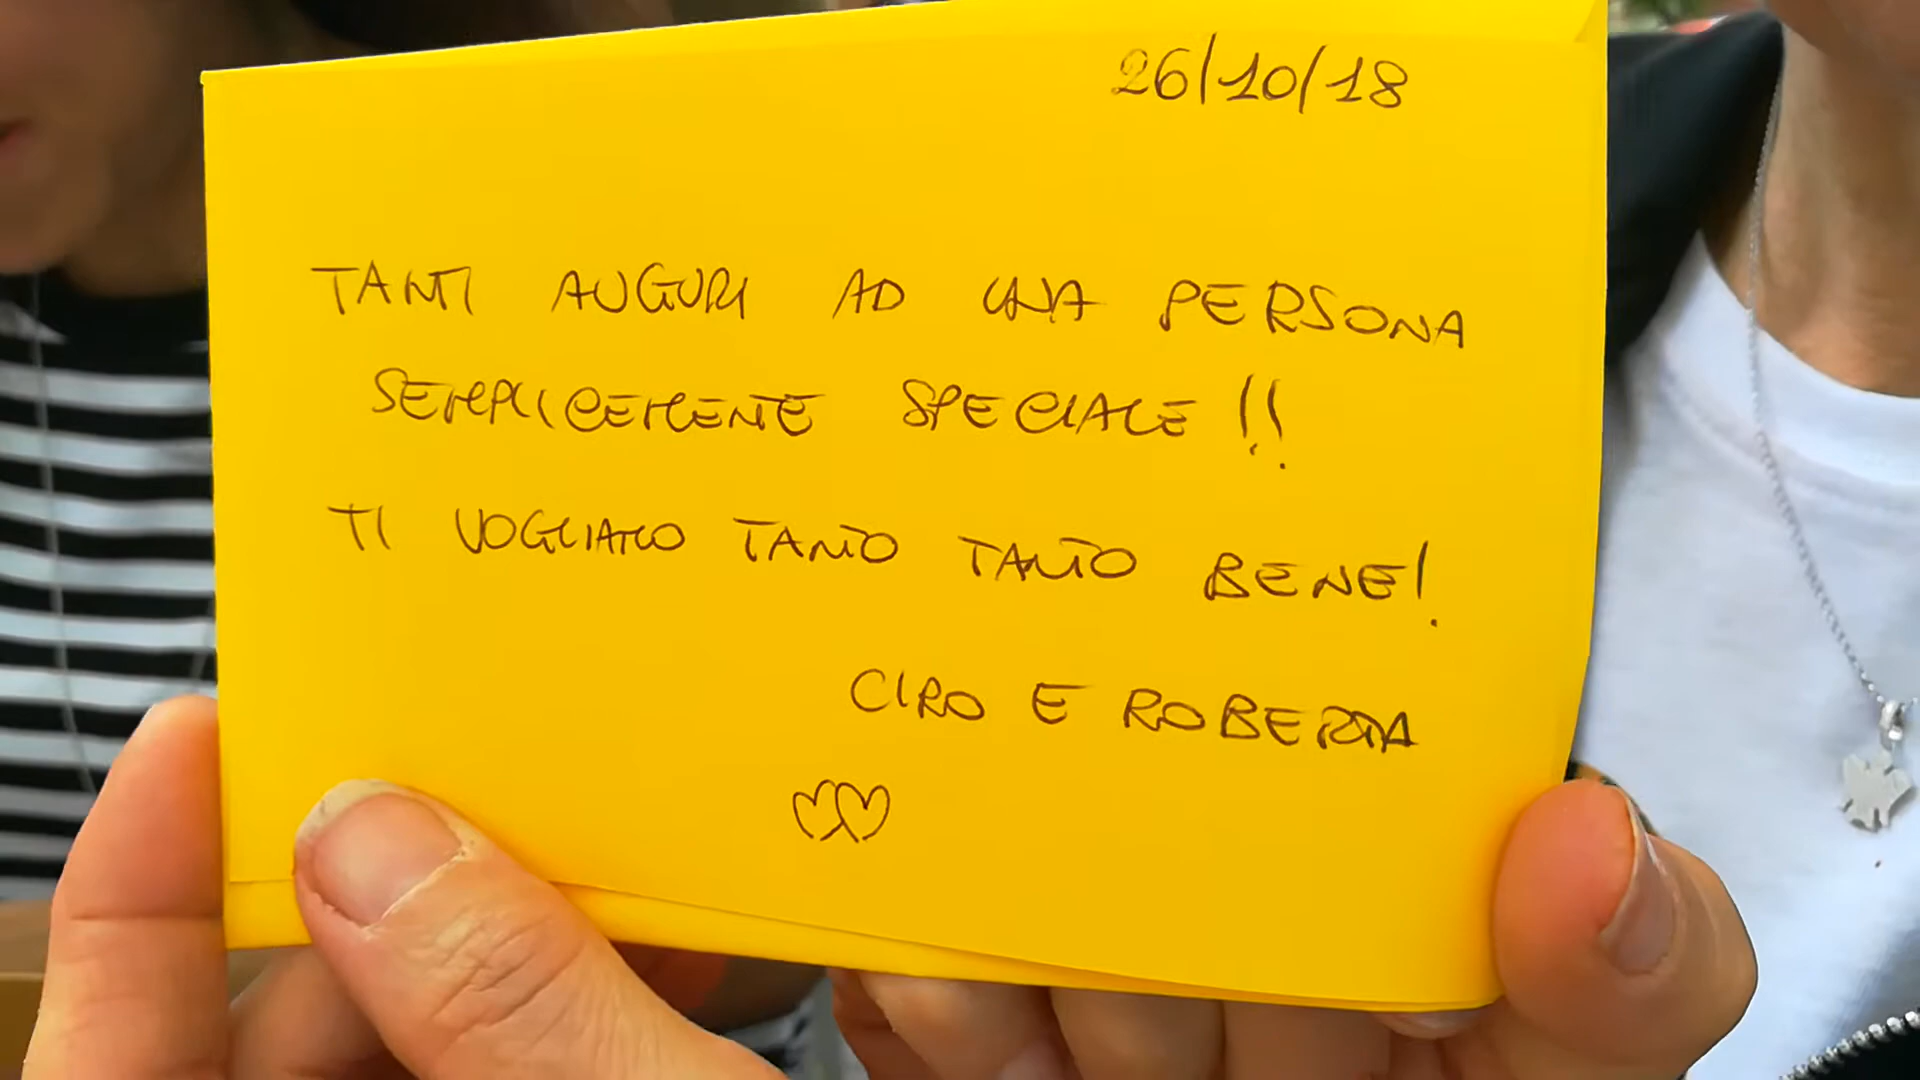 26/10/18
TANTI AUGURI AD UNA PERSONA
SEMPLICEMENTE SPECIALE!!
TI VOGLIAMO TANTO TANTO BENE!
CIRO E ROBERTA